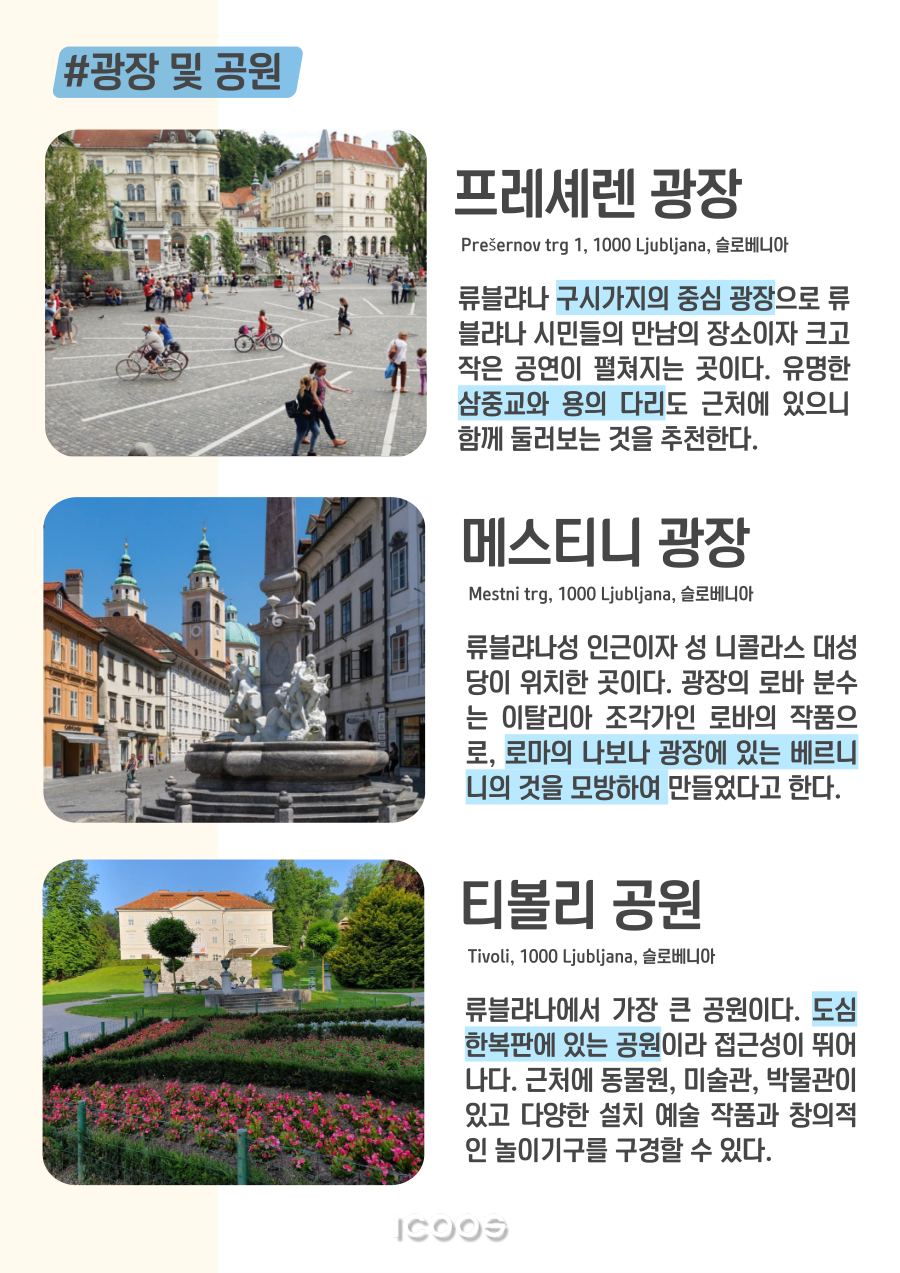 #광장 및 공원
프레셰렌 광장
Prešernov trg 1, 1000 Ljubljana, 슬로베니아
류블랴나 구시가지의 중심 광장으로 류
블랴나 시민들의 만남의 장소이자 크고
작은 공연이 펼쳐지는 곳이다. 유명한
삼중교와 용의 다리도 근처에 있으니
함께 둘러보는 것을 추천한다.
메스티니 광장
Mestni trg, 1000 Ljubljana, 슬로베니아
류블랴나성 인근이자 성 니콜라스 대성
당이 위치한 곳이다. 광장의 로바 분수
는 이탈리아 조각가인 로바의 작품으
로, 로마의 나보나 광장에 있는 베르니
니의 것을 모방하여 만들었다고 한다.
티볼리 공원
Tivoli, 1000 Ljubljana, 슬로베니아
류블랴나에서 가장 큰 공원이다. 도심
한복판에 있는 공원이라 접근성이 뛰어
나다. 근처에 동물원, 미술관, 박물관이
있고 다양한 설치 예술 작품과 창의적
인 놀이기구를 구경할 수 있다.
ICOOS